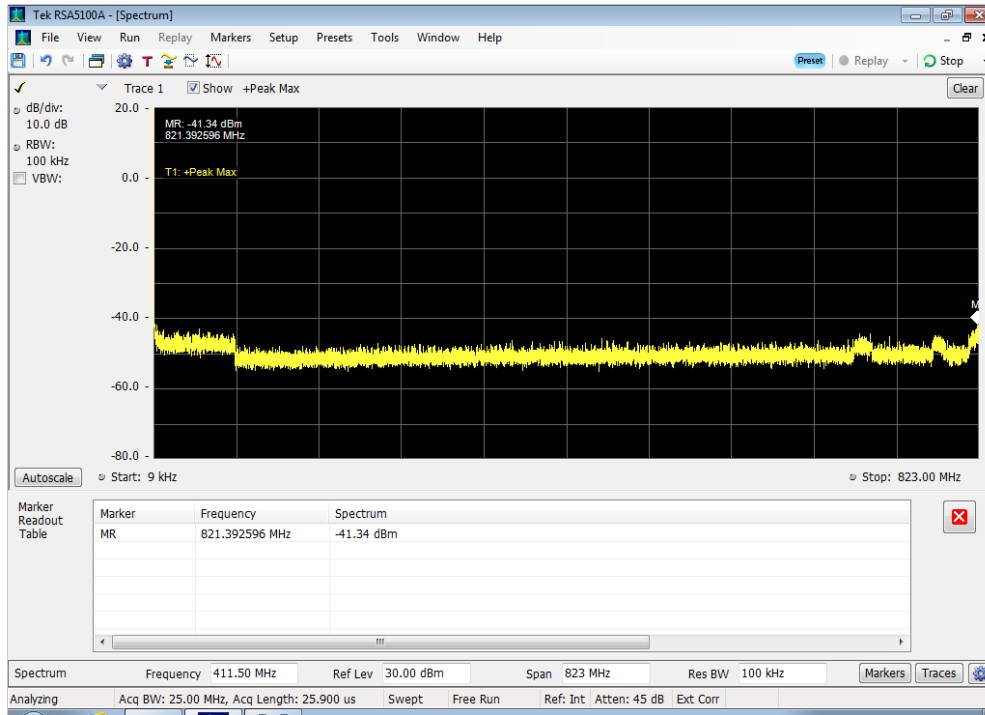 Tek RSA5100A - [Spectrum]
File View Run Replay Markers Setup Presets Tools Window Help
T Preset Replay Stop
Trace 1 Show +Peak Max Clear
dB/div:
10.0 dB
RBW:
100 kHz
VBW:
20.0
0.0
-20.0
-40.0
-60.0
-80.0
MR: -41.34 dBm
821.392596 MHz
T1: +Peak Max
M
Autoscale Start: 9 kHz Stop: 823.00 MHz
Marker
Readout
Table
Marker Frequency Spectrum
MR 821.392596 MHz -41.34 dBm
Spectrum Frequency 411.50 MHz Ref Lev 30.00 dBm Span 823 MHz Res BW 100 kHz Markers Traces
Analyzing Acq BW: 25.00 MHz, Acq Length: 25.900 us Swept Free Run Ref: Int Atten: 45 dB Ext Corr